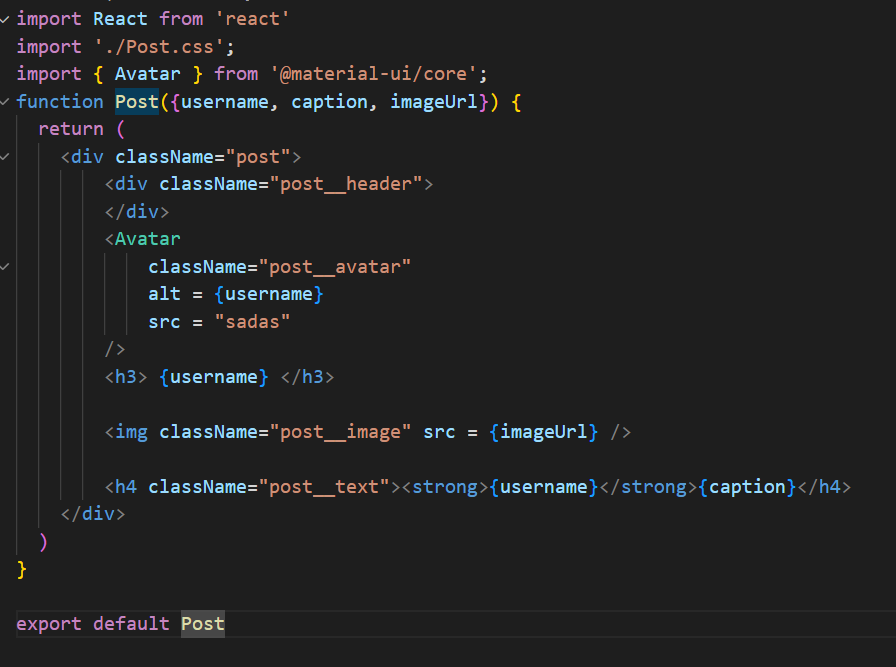 import React from 'react'
import './Post.css';
import { Avatar } from '@material-ui/core';
function Post({username, caption, imageUrl}) {
  return (
    <div className="post">
        <div className="post__header">
        </div>
        <Avatar
            className="post__avatar"
            alt = {username}
            src = "sadas"
        />
        <h3> {username} </h3>

        <img className="post__image" src = {imageUrl} />

        <h4 className="post__text"><strong>{username}</strong>{caption}</h4>
    </div>
  )
}

export default Post